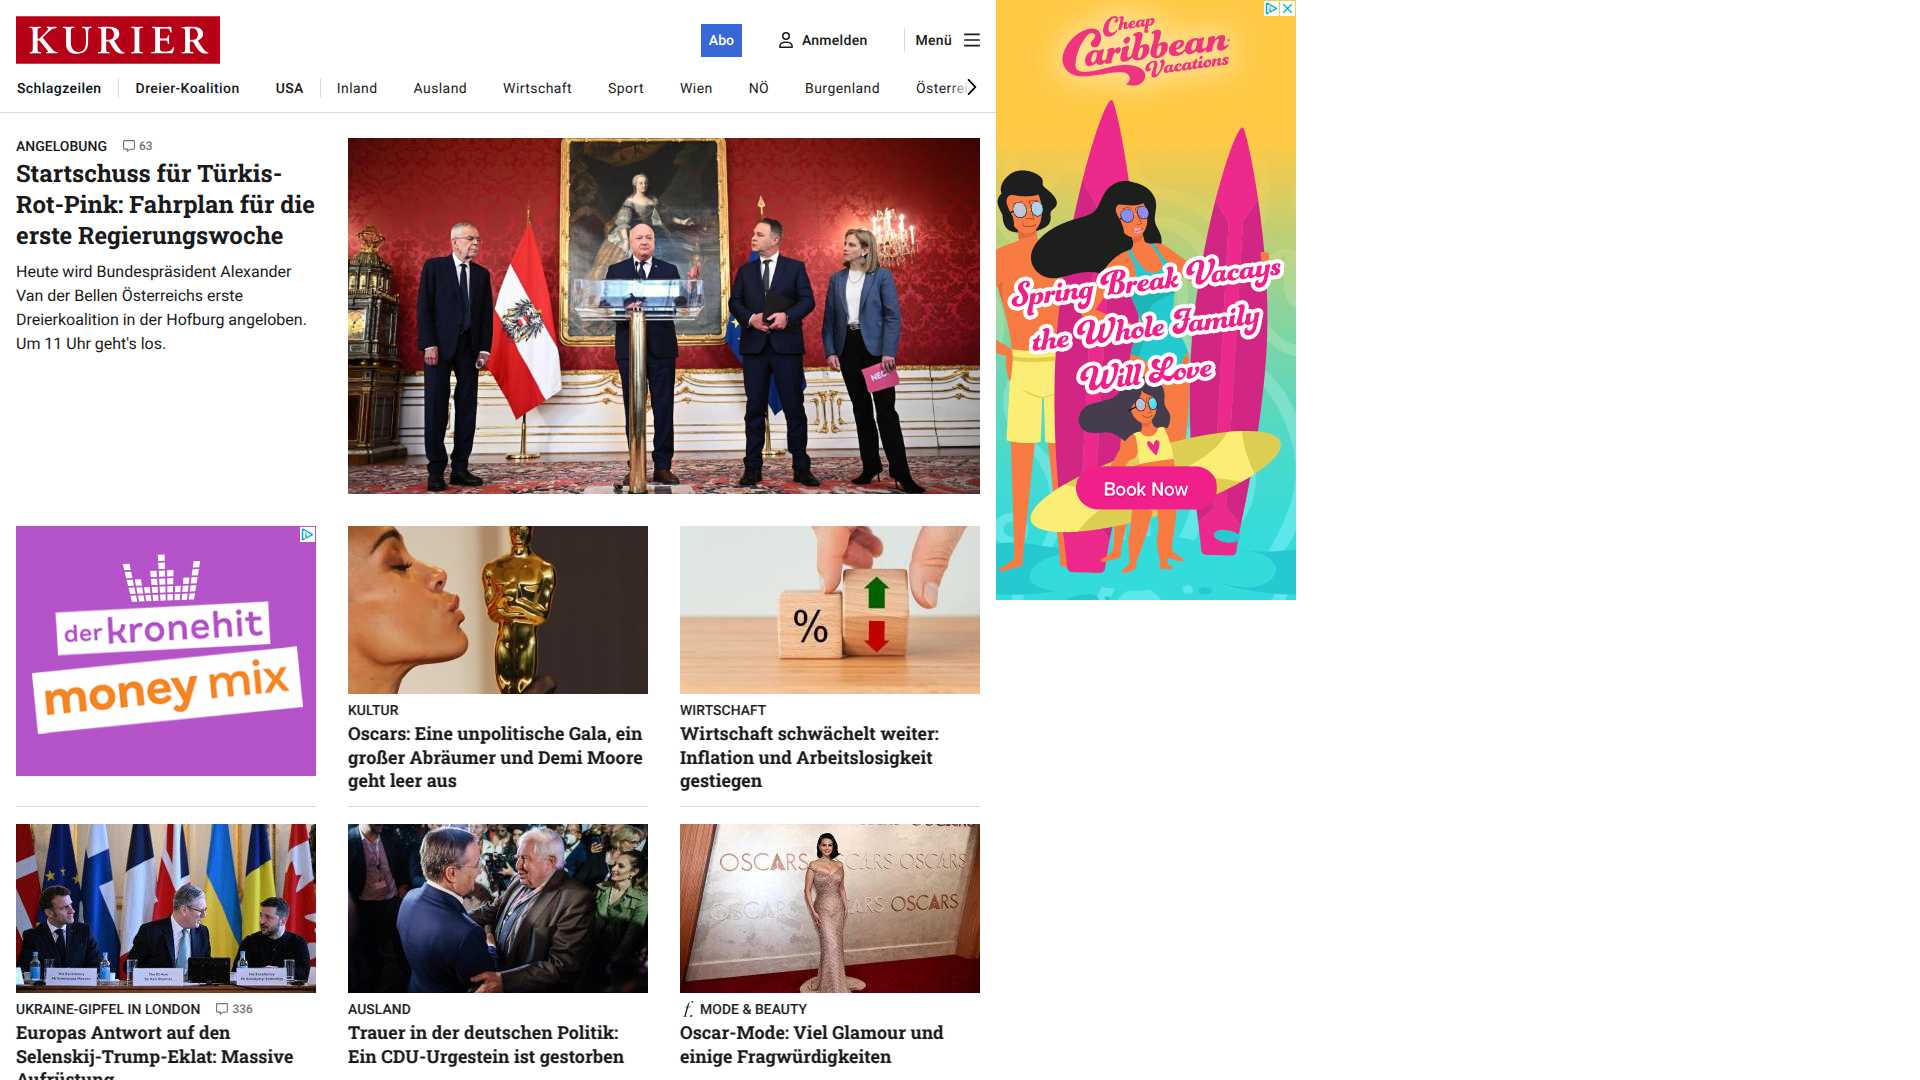 KURIER
Abo
Anmelden
Menü
Schlagzeilen
Dreier-Koalition
USA
Inland
Ausland
Wirtschaft
Sport
Wien
NÖ
Burgenland
Österre
ANGELOBUNG 63
Startschuss für Türkis-
Rot-Pink: Fahrplan für die
erste Regierungswoche
Heute wird Bundespräsident Alexander
Van der Bellen Österreichs erste
Dreierkoalition in der Hofburg angeloben.
Um 11 Uhr geht's los.
NEOS
Cheap
Caribbean
Vacations
Spring Break Vacays
the Whole Family
Will Love
Book Now
der kronehit
money mix
%
KULTUR
Oscars: Eine unpolitische Gala, ein
großer Abräumer und Demi Moore
geht leer aus
WIRTSCHAFT
Wirtschaft schwächelt weiter:
Inflation und Arbeitslosigkeit
gestiegen
OSCARS
OSCARS
OSCARS
OSCARS
UKRAINE-GIPFEL IN LONDON 336
Europas Antwort auf den
Selenskij-Trump-Eklat: Massive
Aufrüstung
AUSLAND
Trauer in der deutschen Politik:
Ein CDU-Urgestein ist gestorben
f. MODE & BEAUTY
Oscar-Mode: Viel Glamour und
einige Fragwürdigkeiten